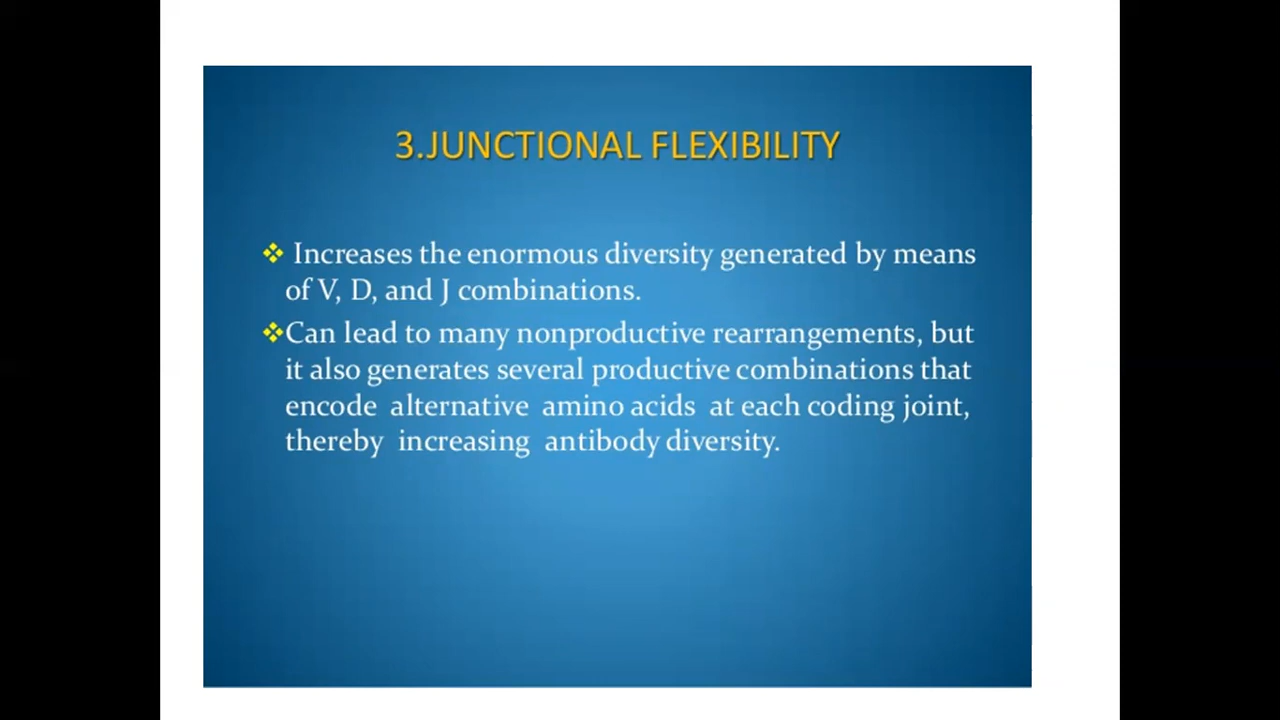 3.JUNCTIONAL FLEXIBILITY
❖ Increases the enormous diversity generated by means
of V, D, and J combinations.
❖Can lead to many nonproductive rearrangements, but
it also generates several productive combinations that
encode alternative amino acids at each coding joint,
thereby increasing antibody diversity.